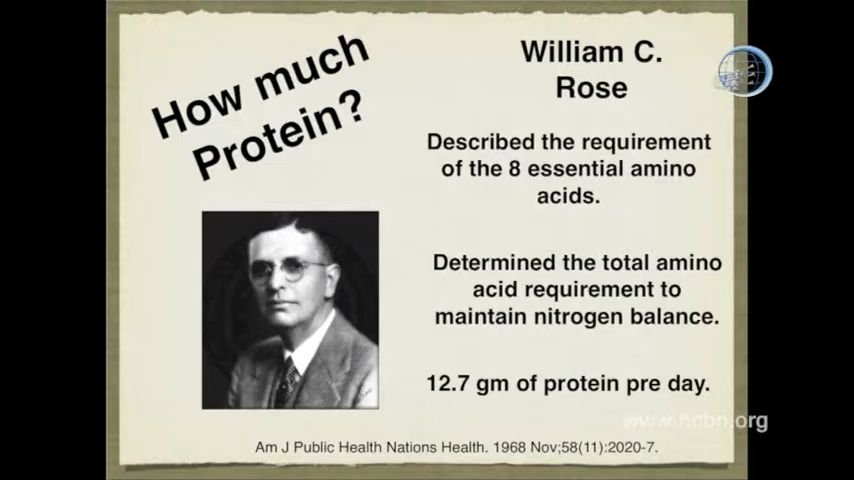 How much
Protein?
William C.
Rose
Described the requirement
of the 8 essential amino
acids.
Determined the total amino
acid requirement to
maintain nitrogen balance.
12.7 gm of protein pre day.
www.hcbn.org
Am J Public Health Nations Health. 1968 Nov;58(11):2020-7.